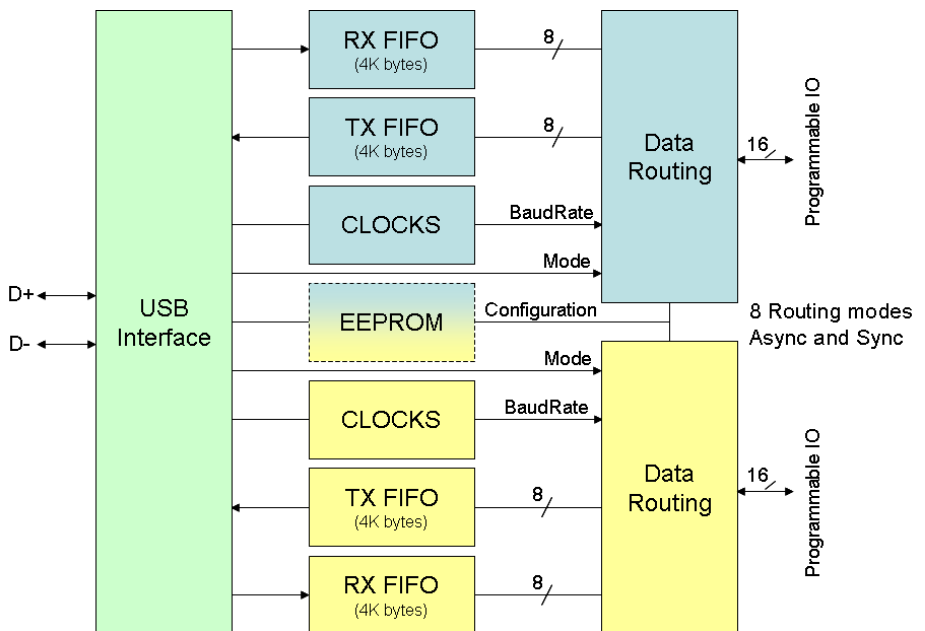 RX FIFO
(4K bytes)
8
TX FIFO
(4K bytes)
8
Data
Routing
16
Programmable IO
CLOCKS
BaudRate
Mode
D+
D-
USB
Interface
EEPROM
Configuration
8 Routing modes
Async and Sync
Mode
CLOCKS
BaudRate
TX FIFO
(4K bytes)
8
Data
Routing
16
Programmable IO
RX FIFO
(4K bytes)
8